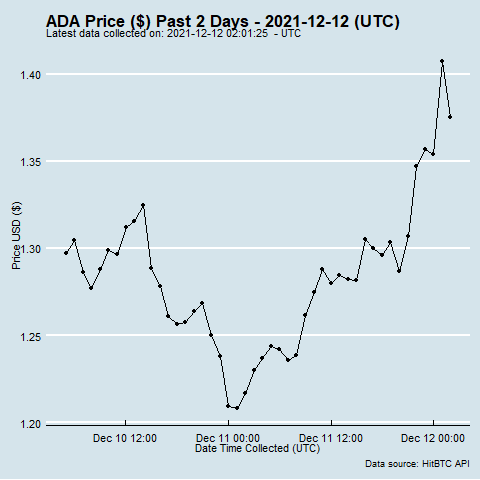 ADA Price ($) Past 2 Days - 2021-12-12 (UTC)
Latest data collected on: 2021-12-12 02:01:25 - UTC
1.40
1.35
1.30
1.25
1.20
Price USD ($)
Dec 10 12:00 Dec 11 00:00 Dec 11 12:00 Dec 12 00:00
Date Time Collected (UTC)
Data source: HitBTC API